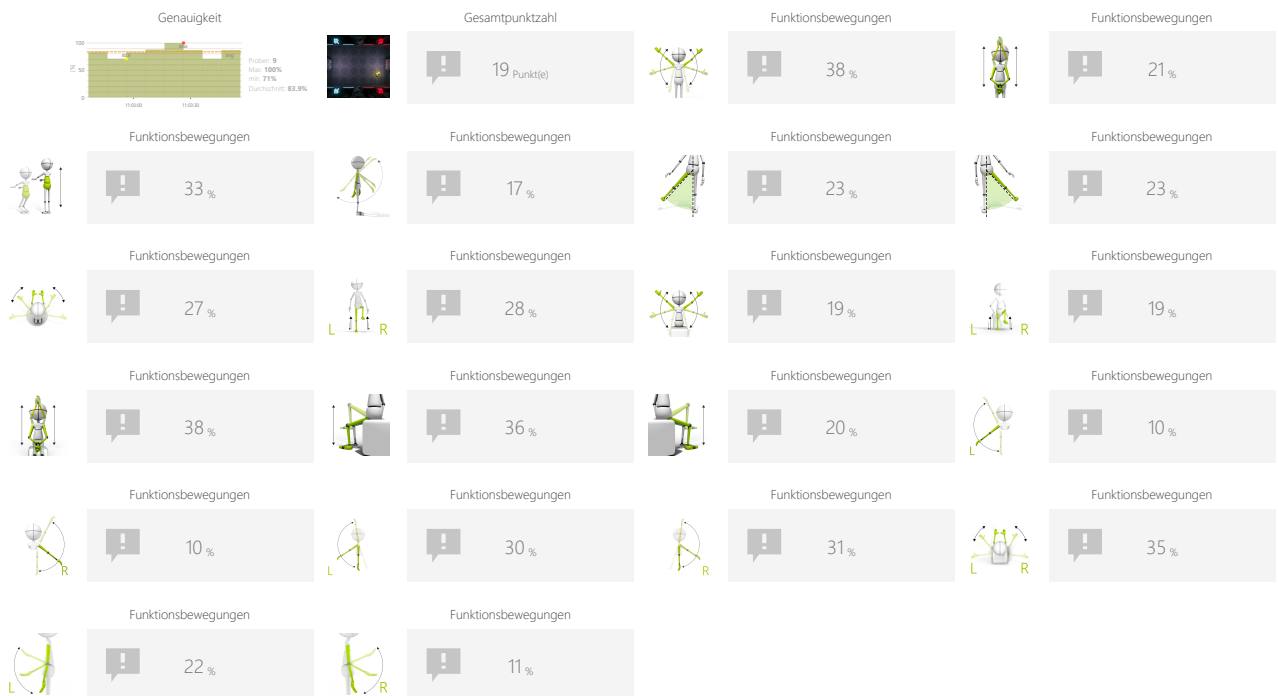 Genauigkeit
100
50
0
[%]
11:03:00
11:03:30
Proben: 9
Max: 100%
min: 71%
Durchschnitt: 83.9%
Gesamtpunktzahl
19 Punkt(e)
Funktionsbewegungen
38 %
Funktionsbewegungen
21 %
Funktionsbewegungen
33 %
Funktionsbewegungen
17 %
Funktionsbewegungen
23 %
Funktionsbewegungen
23 %
Funktionsbewegungen
27 %
Funktionsbewegungen
L R
28 %
Funktionsbewegungen
19 %
Funktionsbewegungen
L R
19 %
Funktionsbewegungen
38 %
Funktionsbewegungen
36 %
Funktionsbewegungen
20 %
Funktionsbewegungen
L
10 %
Funktionsbewegungen
R
10 %
Funktionsbewegungen
L
30 %
Funktionsbewegungen
R
31 %
Funktionsbewegungen
L R
35 %
Funktionsbewegungen
L
22 %
Funktionsbewegungen
R
11 %